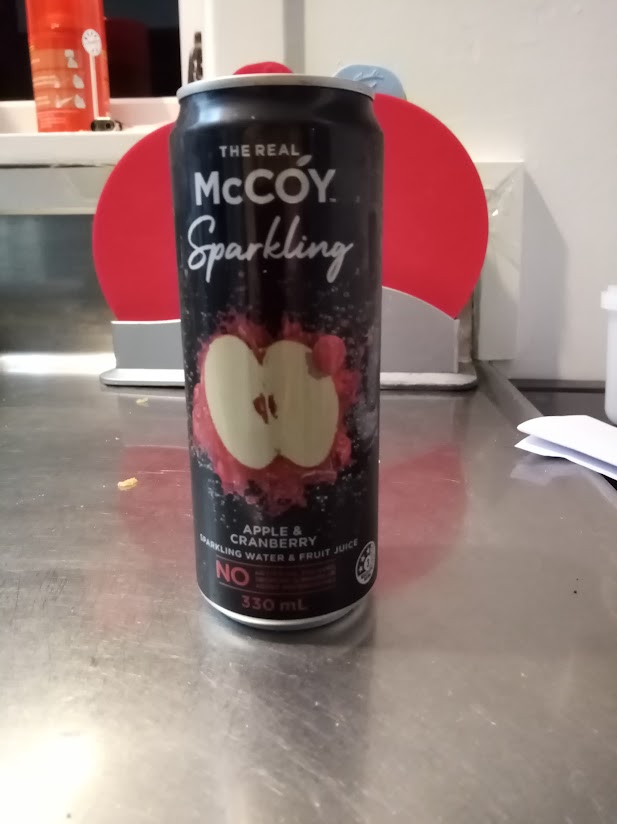 THE REAL
McCOY
Sparkling
APPLE &
CRANBERRY
SPARKLING WATER & FRUIT JUICE
NO
330 mL